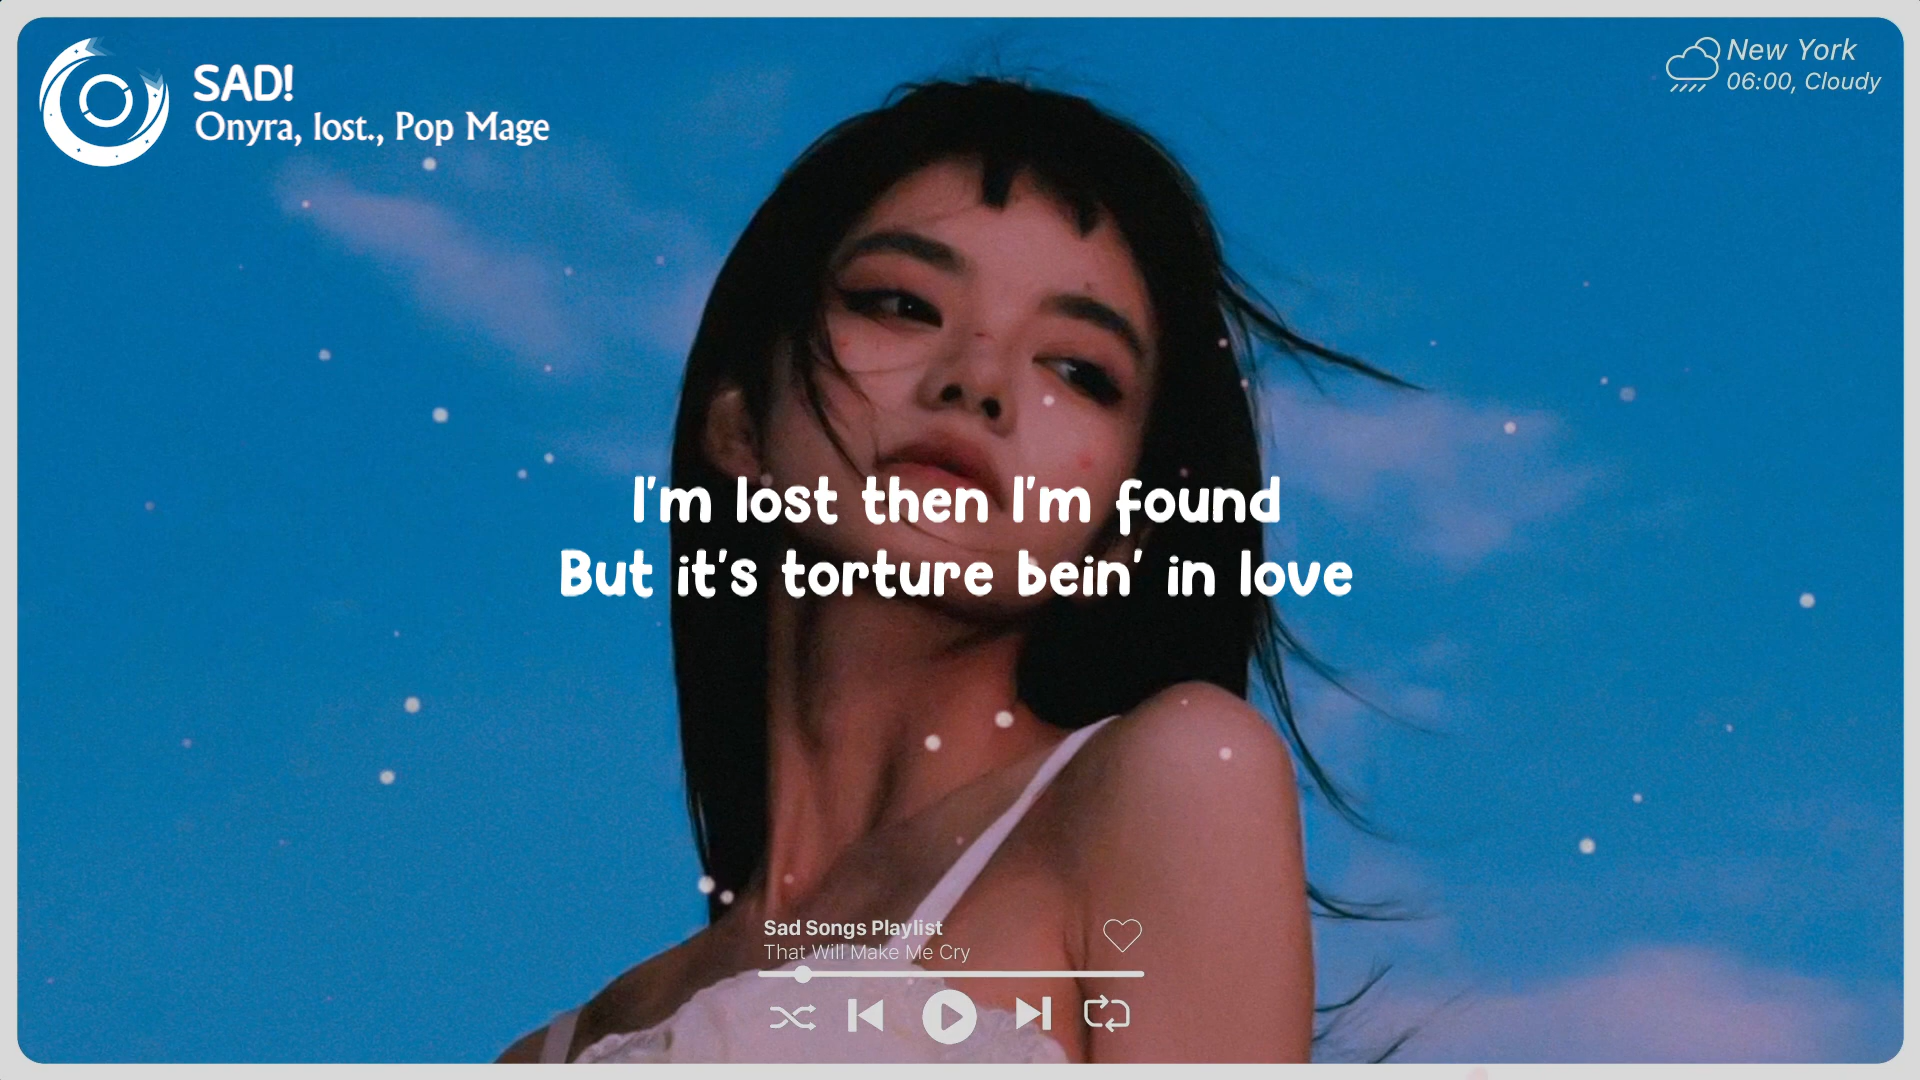 SAD!
Onyra, lost., Pop Mage
New York
06:00, Cloudy
I'm lost then I'm found
But it's torture bein' in love
Sad Songs Playlist
That Will Make Me Cry